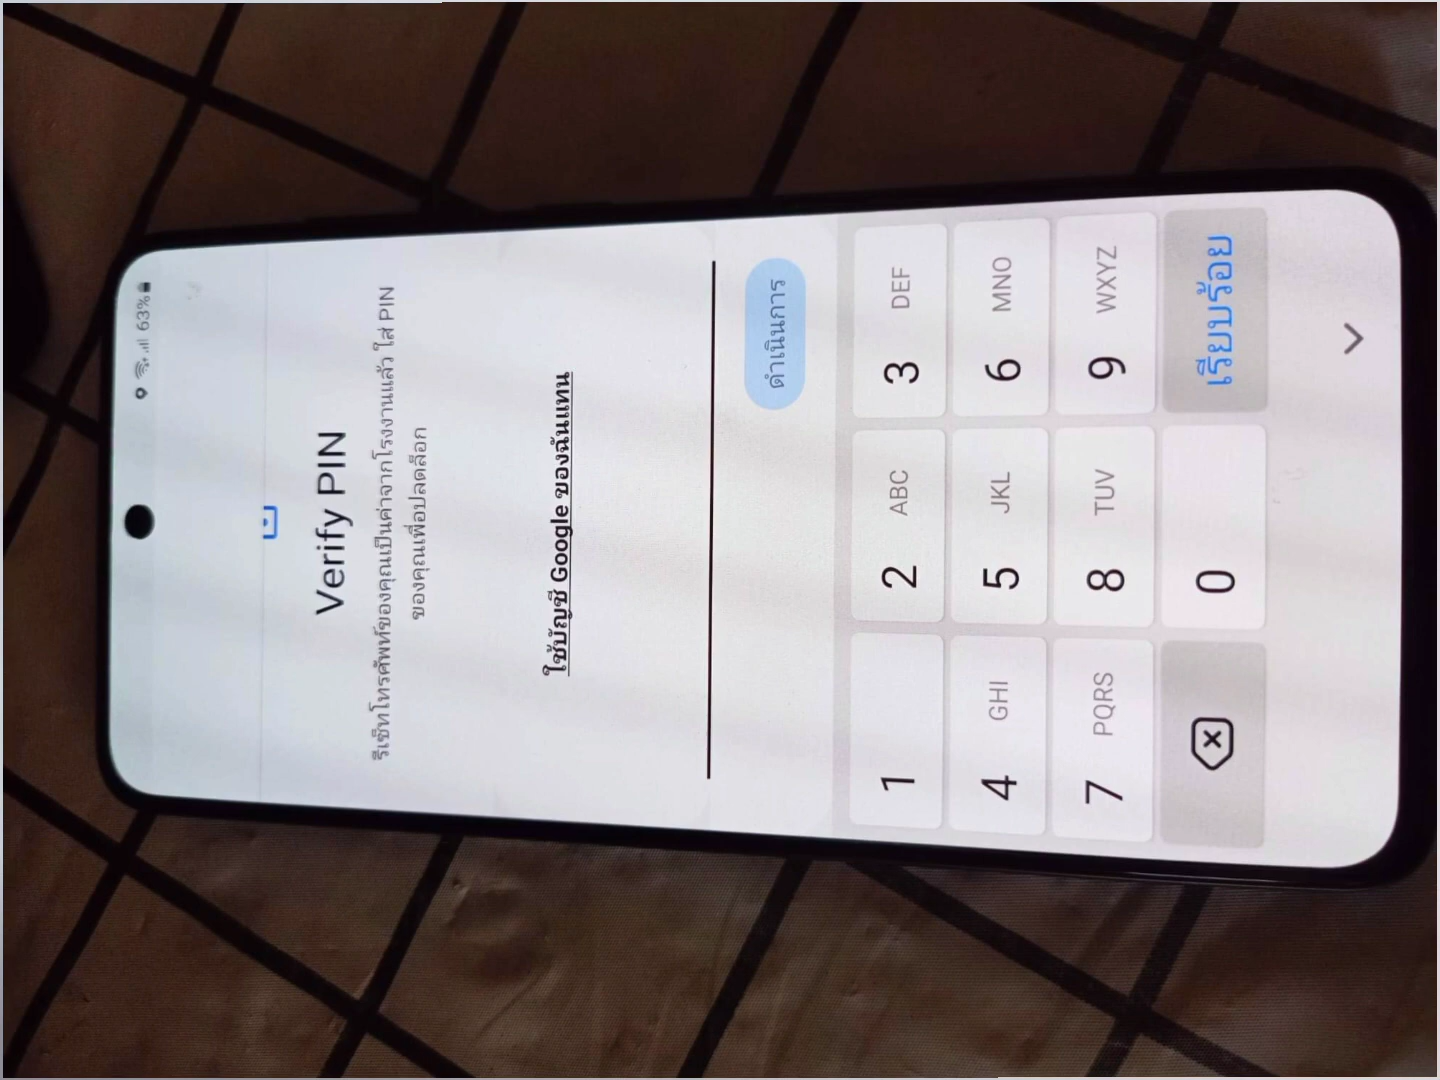 63%
Verify PIN
รีเซ็ทโทรศัพท์ของคุณเป็นค่าจากโรงงานแล้ว ใส่ PIN
ของคุณเพื่อปลดล็อก
ใช้บัญชี Google ของฉันแทน
ดำเนินการ
1
2 ABC
3 DEF
4 GHI
5 JKL
6 MNO
7 PQRS
8 TUV
9 WXYZ
0
เรียบร้อย